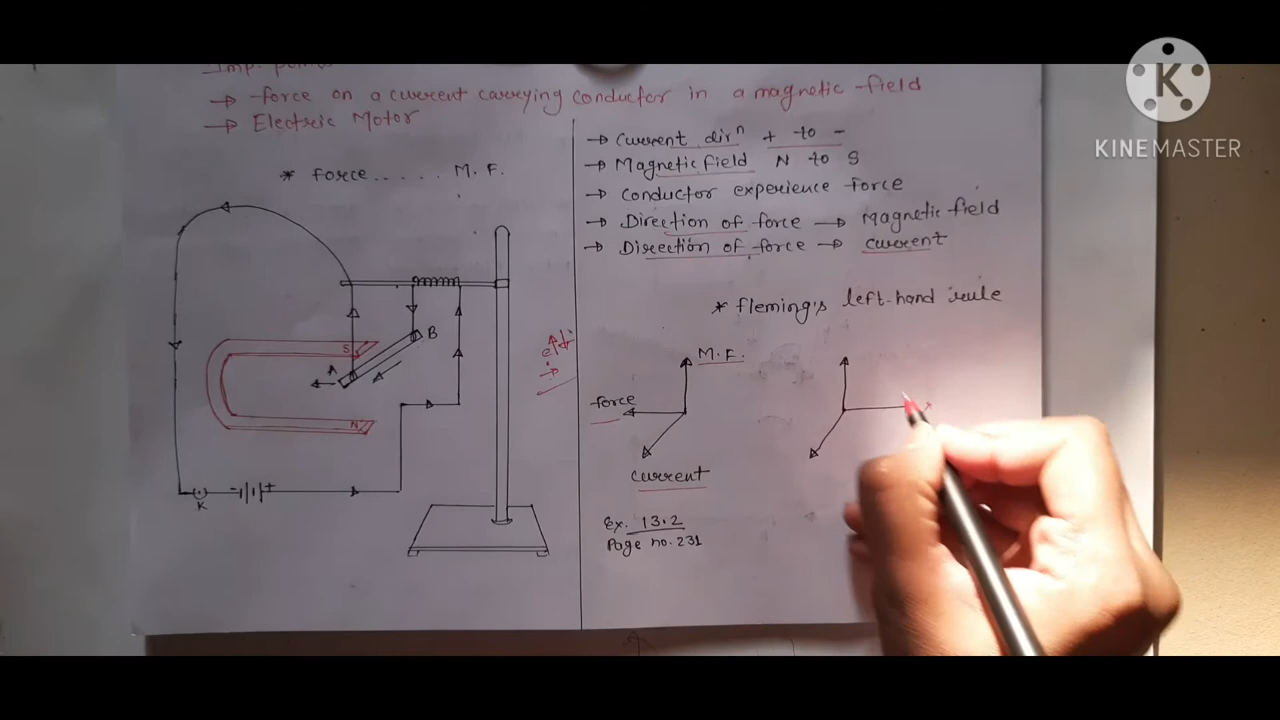 Imp. points
→ force on a current carrying conductor in a magnetic field
→ Electric Motor
* force..... M.F.
S
N
A
B
K
- +
→ Current dirⁿ + to -
→ Magnetic field N to S
→ Conductor experience force
→ Direction of force → Magnetic field
→ Direction of force → current
* fleming's left-hand rule
M.F.
force
current
Ex. 13.2
Page no. 231
K
KINEMASTER